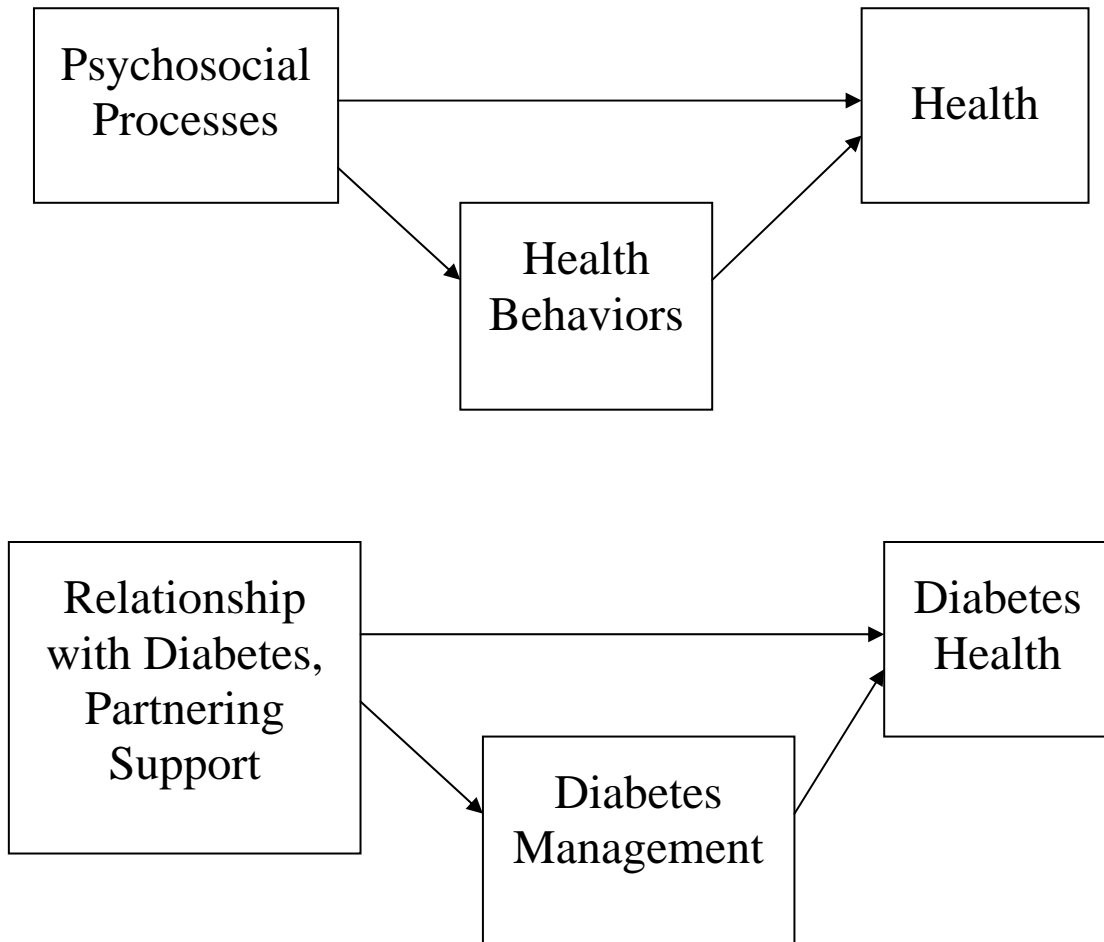 Psychosocial
Processes
Health
Health
Behaviors
Relationship
with Diabetes,
Partnering
Support
Diabetes
Health
Diabetes
Management